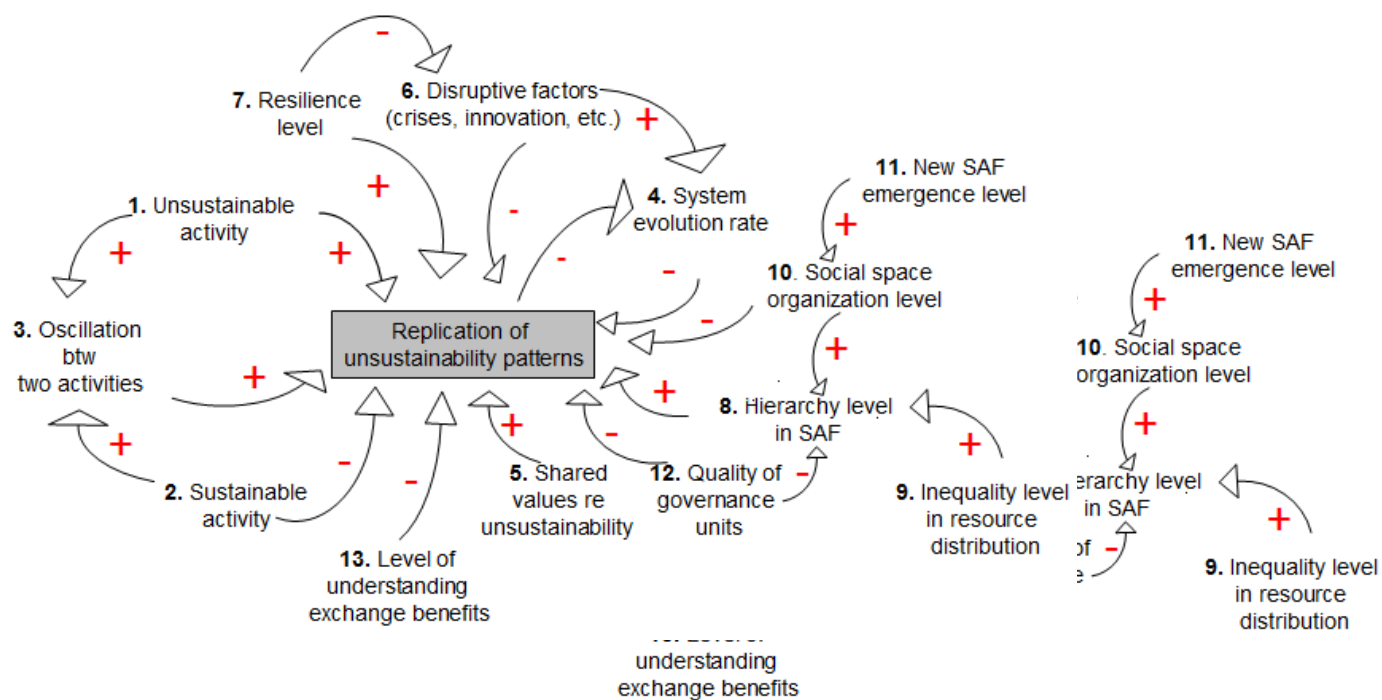 -
7. Resilience
level
6. Disruptive factors
(crises, innovation, etc.)
+
+
-
1. Unsustainable
activity
+
+
4. System
evolution rate
-
-
-
11. New SAF
emergence level
+
10. Social space
organization level
+
3. Oscillation
btw
two activities
+
+
Replication of
unsustainability patterns
8. Hierarchy level
in SAF
+
+
9. Inequality level
in resource
distribution
2. Sustainable
activity
-
-
13. Level of
understanding
exchange benefits
+
5. Shared
values re
unsustainability
-
12. Quality of
governance
units
-
11. New SAF
emergence level
+
10. Social space
organization level
+
erarchy level
in SAF
+
of
e
-
9. Inequality level
in resource
distribution
understanding
exchange benefits